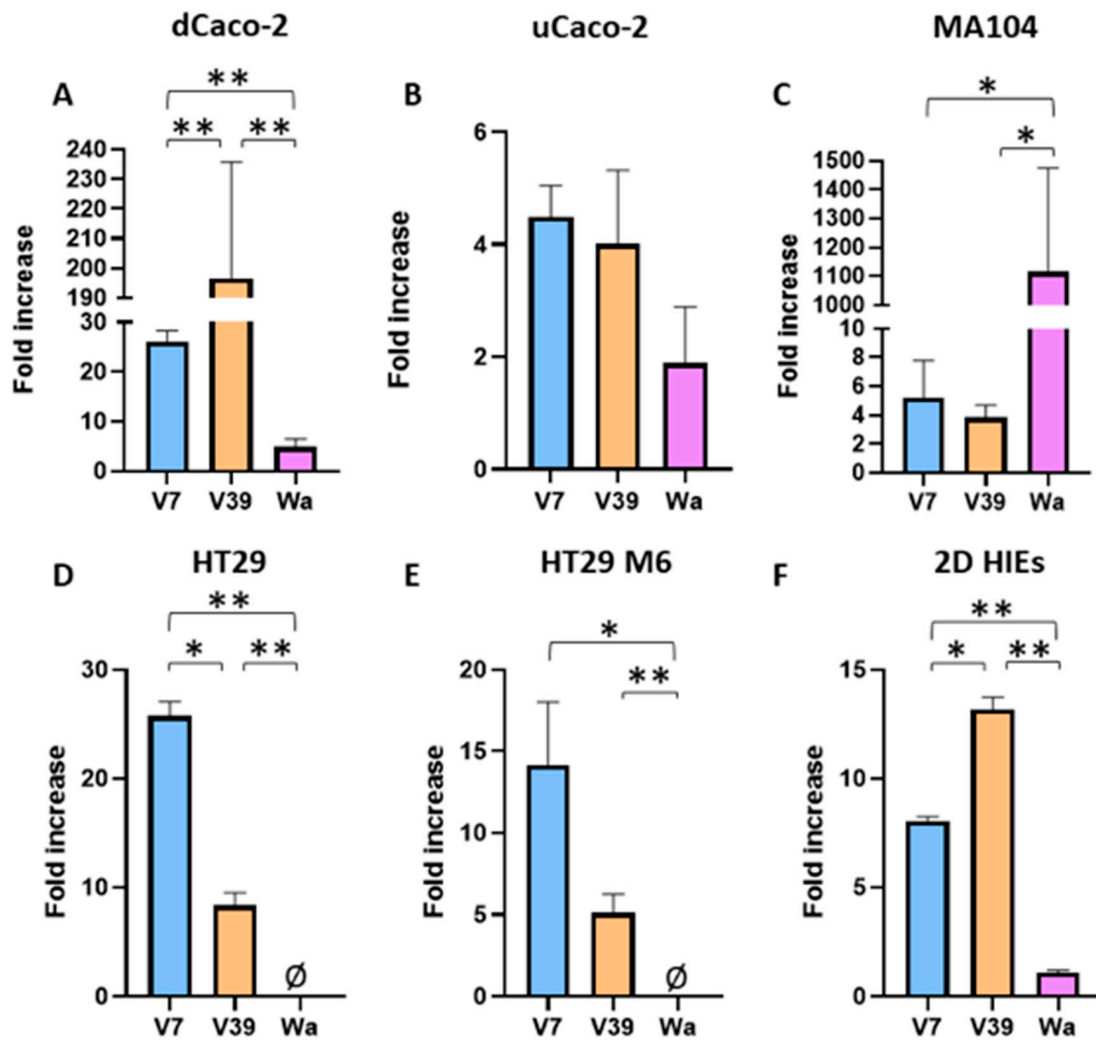 dCaco-2
uCaco-2
MA104
A
**
**
**
Fold increase
240
230
220
210
200
190
30
20
10
0
V7 V39 Wa
B
Fold increase
6
4
2
0
V7 V39 Wa
C
*
*
Fold increase
1500
1400
1300
1200
1100
1000
10
8
6
4
2
0
V7 V39 Wa
HT29
HT29 M6
2D HIEs
D
**
*
**
Fold increase
30
20
10
0
Ø
V7 V39 Wa
E
*
**
Fold increase
20
15
10
5
0
Ø
V7 V39 Wa
F
**
*
**
Fold increase
15
10
5
0
V7 V39 Wa